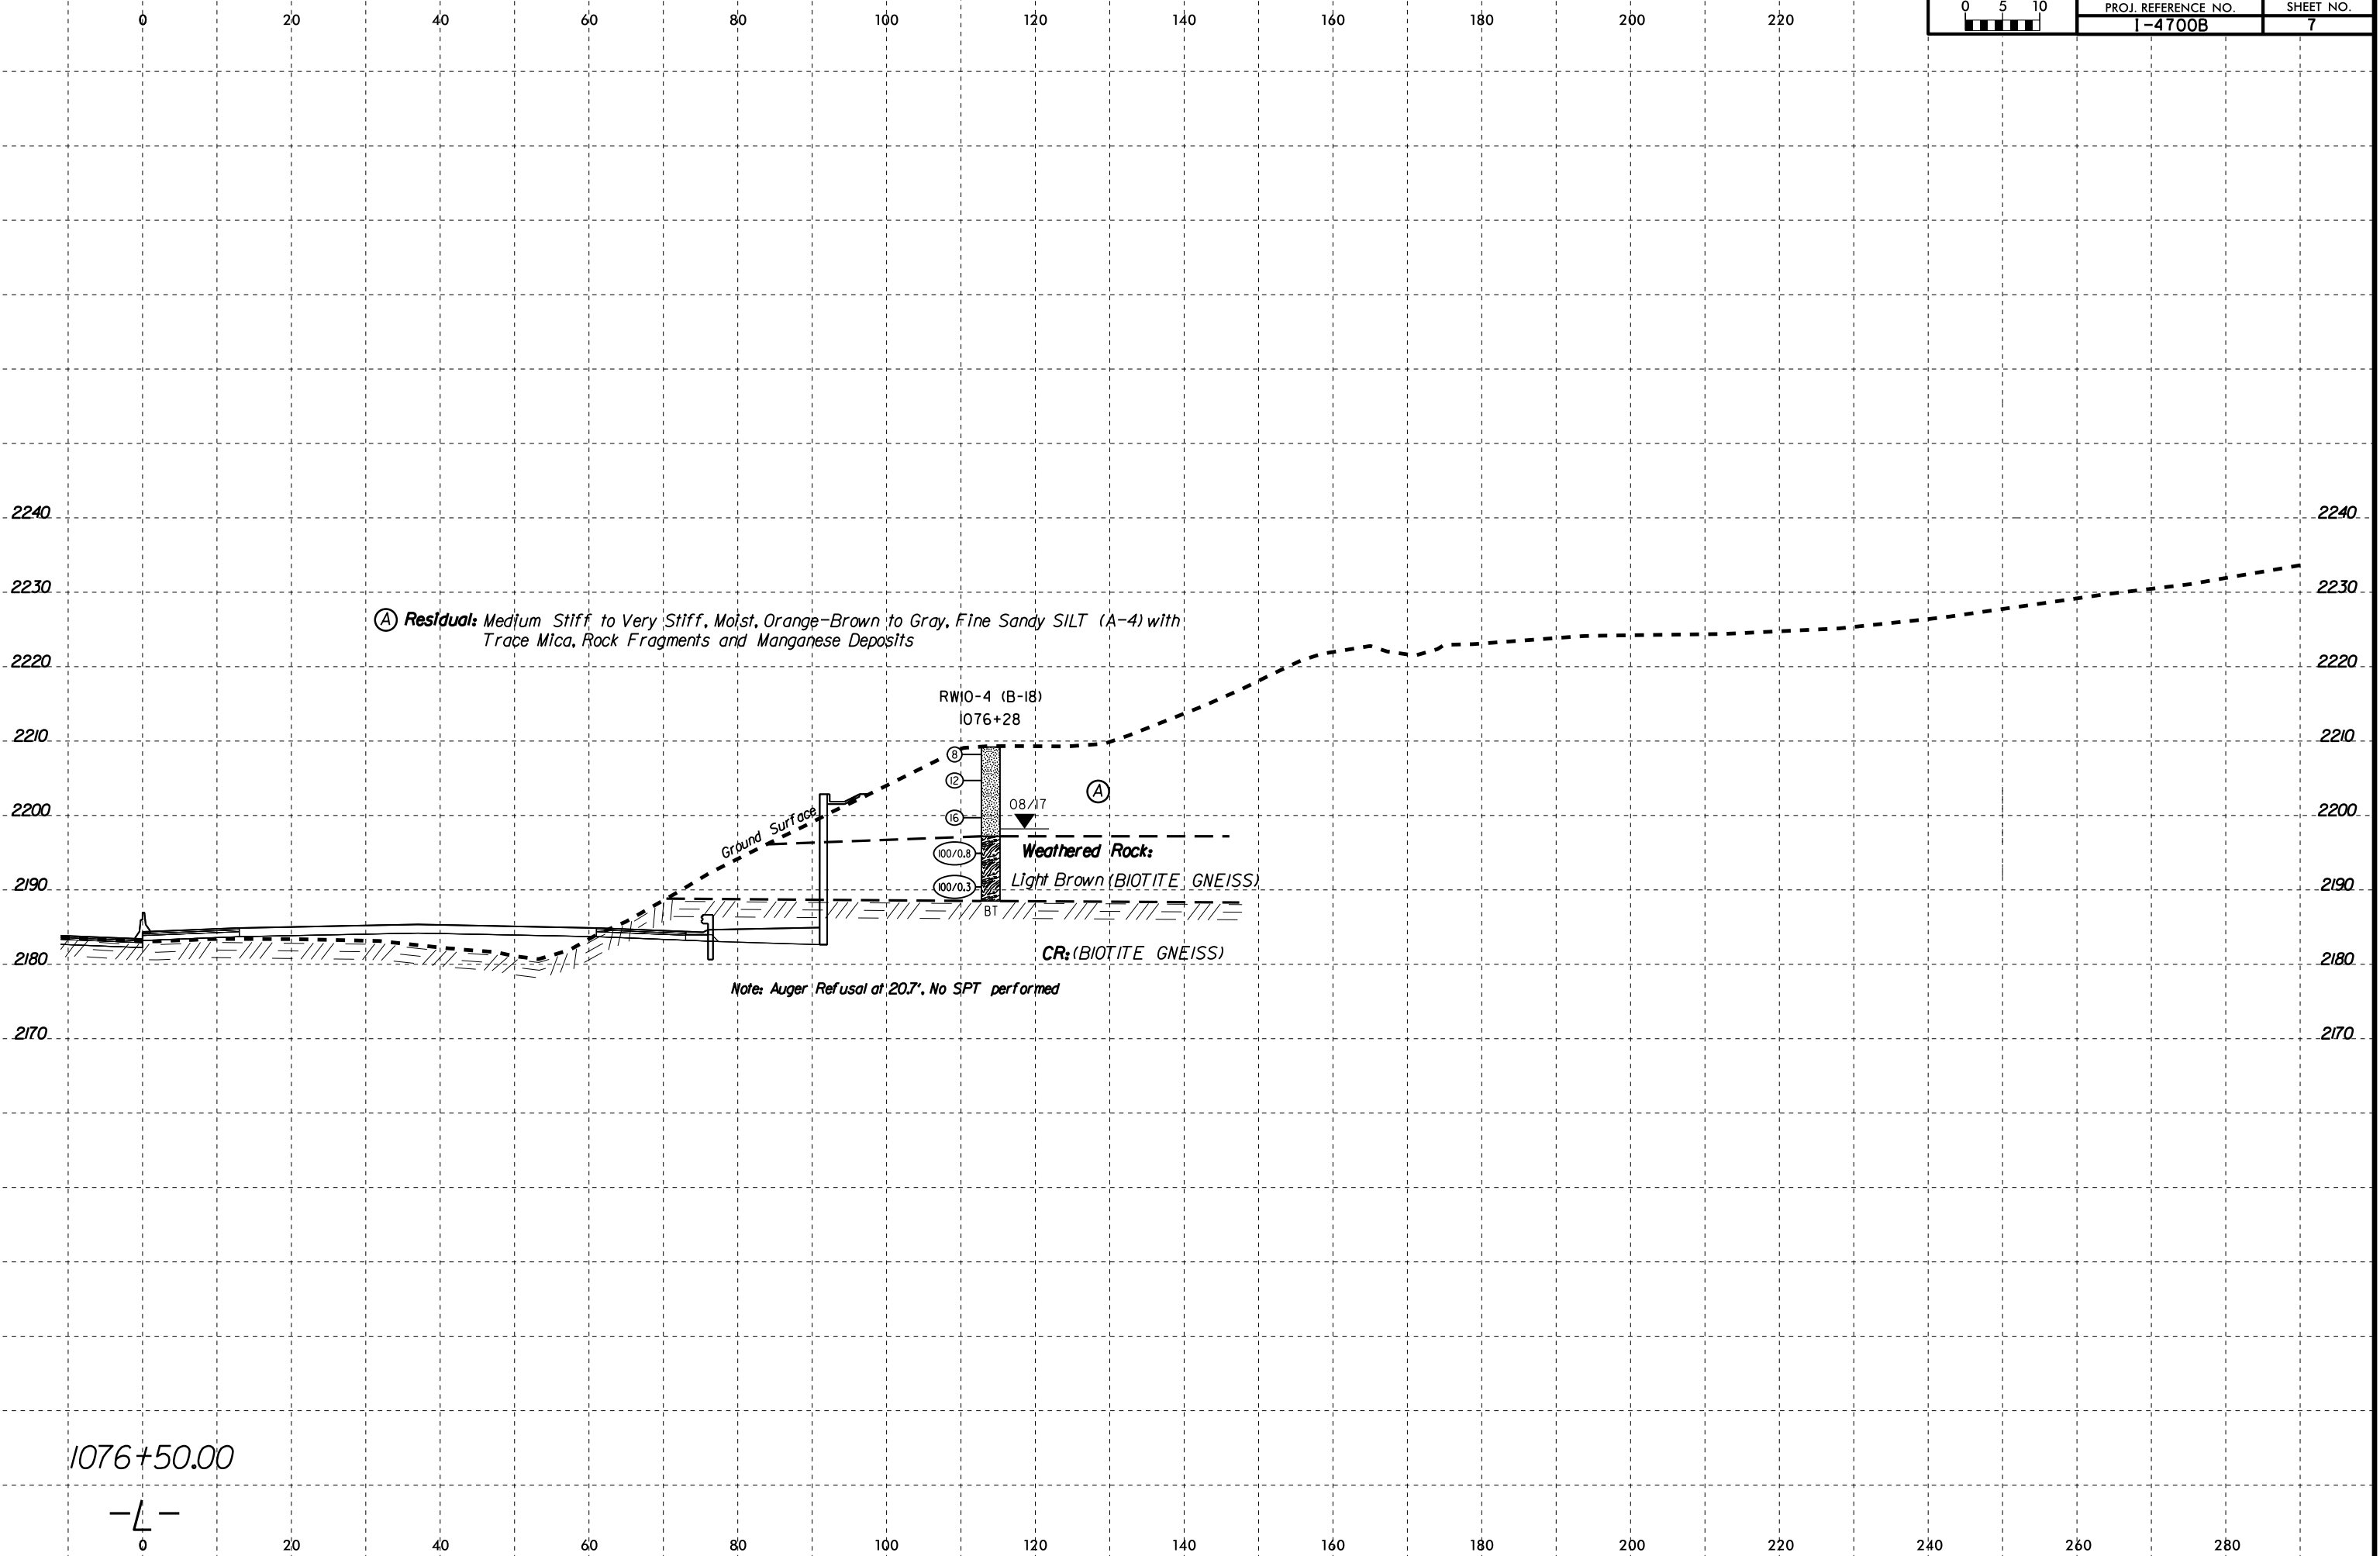 0 20 40 60 80 100 120 140 160 180 200 220
0 5 10
PROJ. REFERENCE NO. SHEET NO.
I-4700B 7
2240 2240
2230 2230
A Residual: Medium Stiff to Very Stiff, Moist, Orange-Brown to Gray, Fine Sandy SILT (A-4) with
Trace Mica, Rock Fragments and Manganese Deposits
2220 2220
RW10-4 (B-18)
1076+28
2210 2210
8
12
A
08/17
2200 2200
16
Ground Surface
100/0.8 Weathered Rock:
100/0.3 Light Brown (BIOTITE GNEISS)
2190 2190
BT
CR: (BIOTITE GNEISS)
2180 2180
Note: Auger Refusal at 20.7', No SPT performed
2170 2170
1076+50.00
-L-
0 20 40 60 80 100 120 140 160 180 200 220 240 260 280